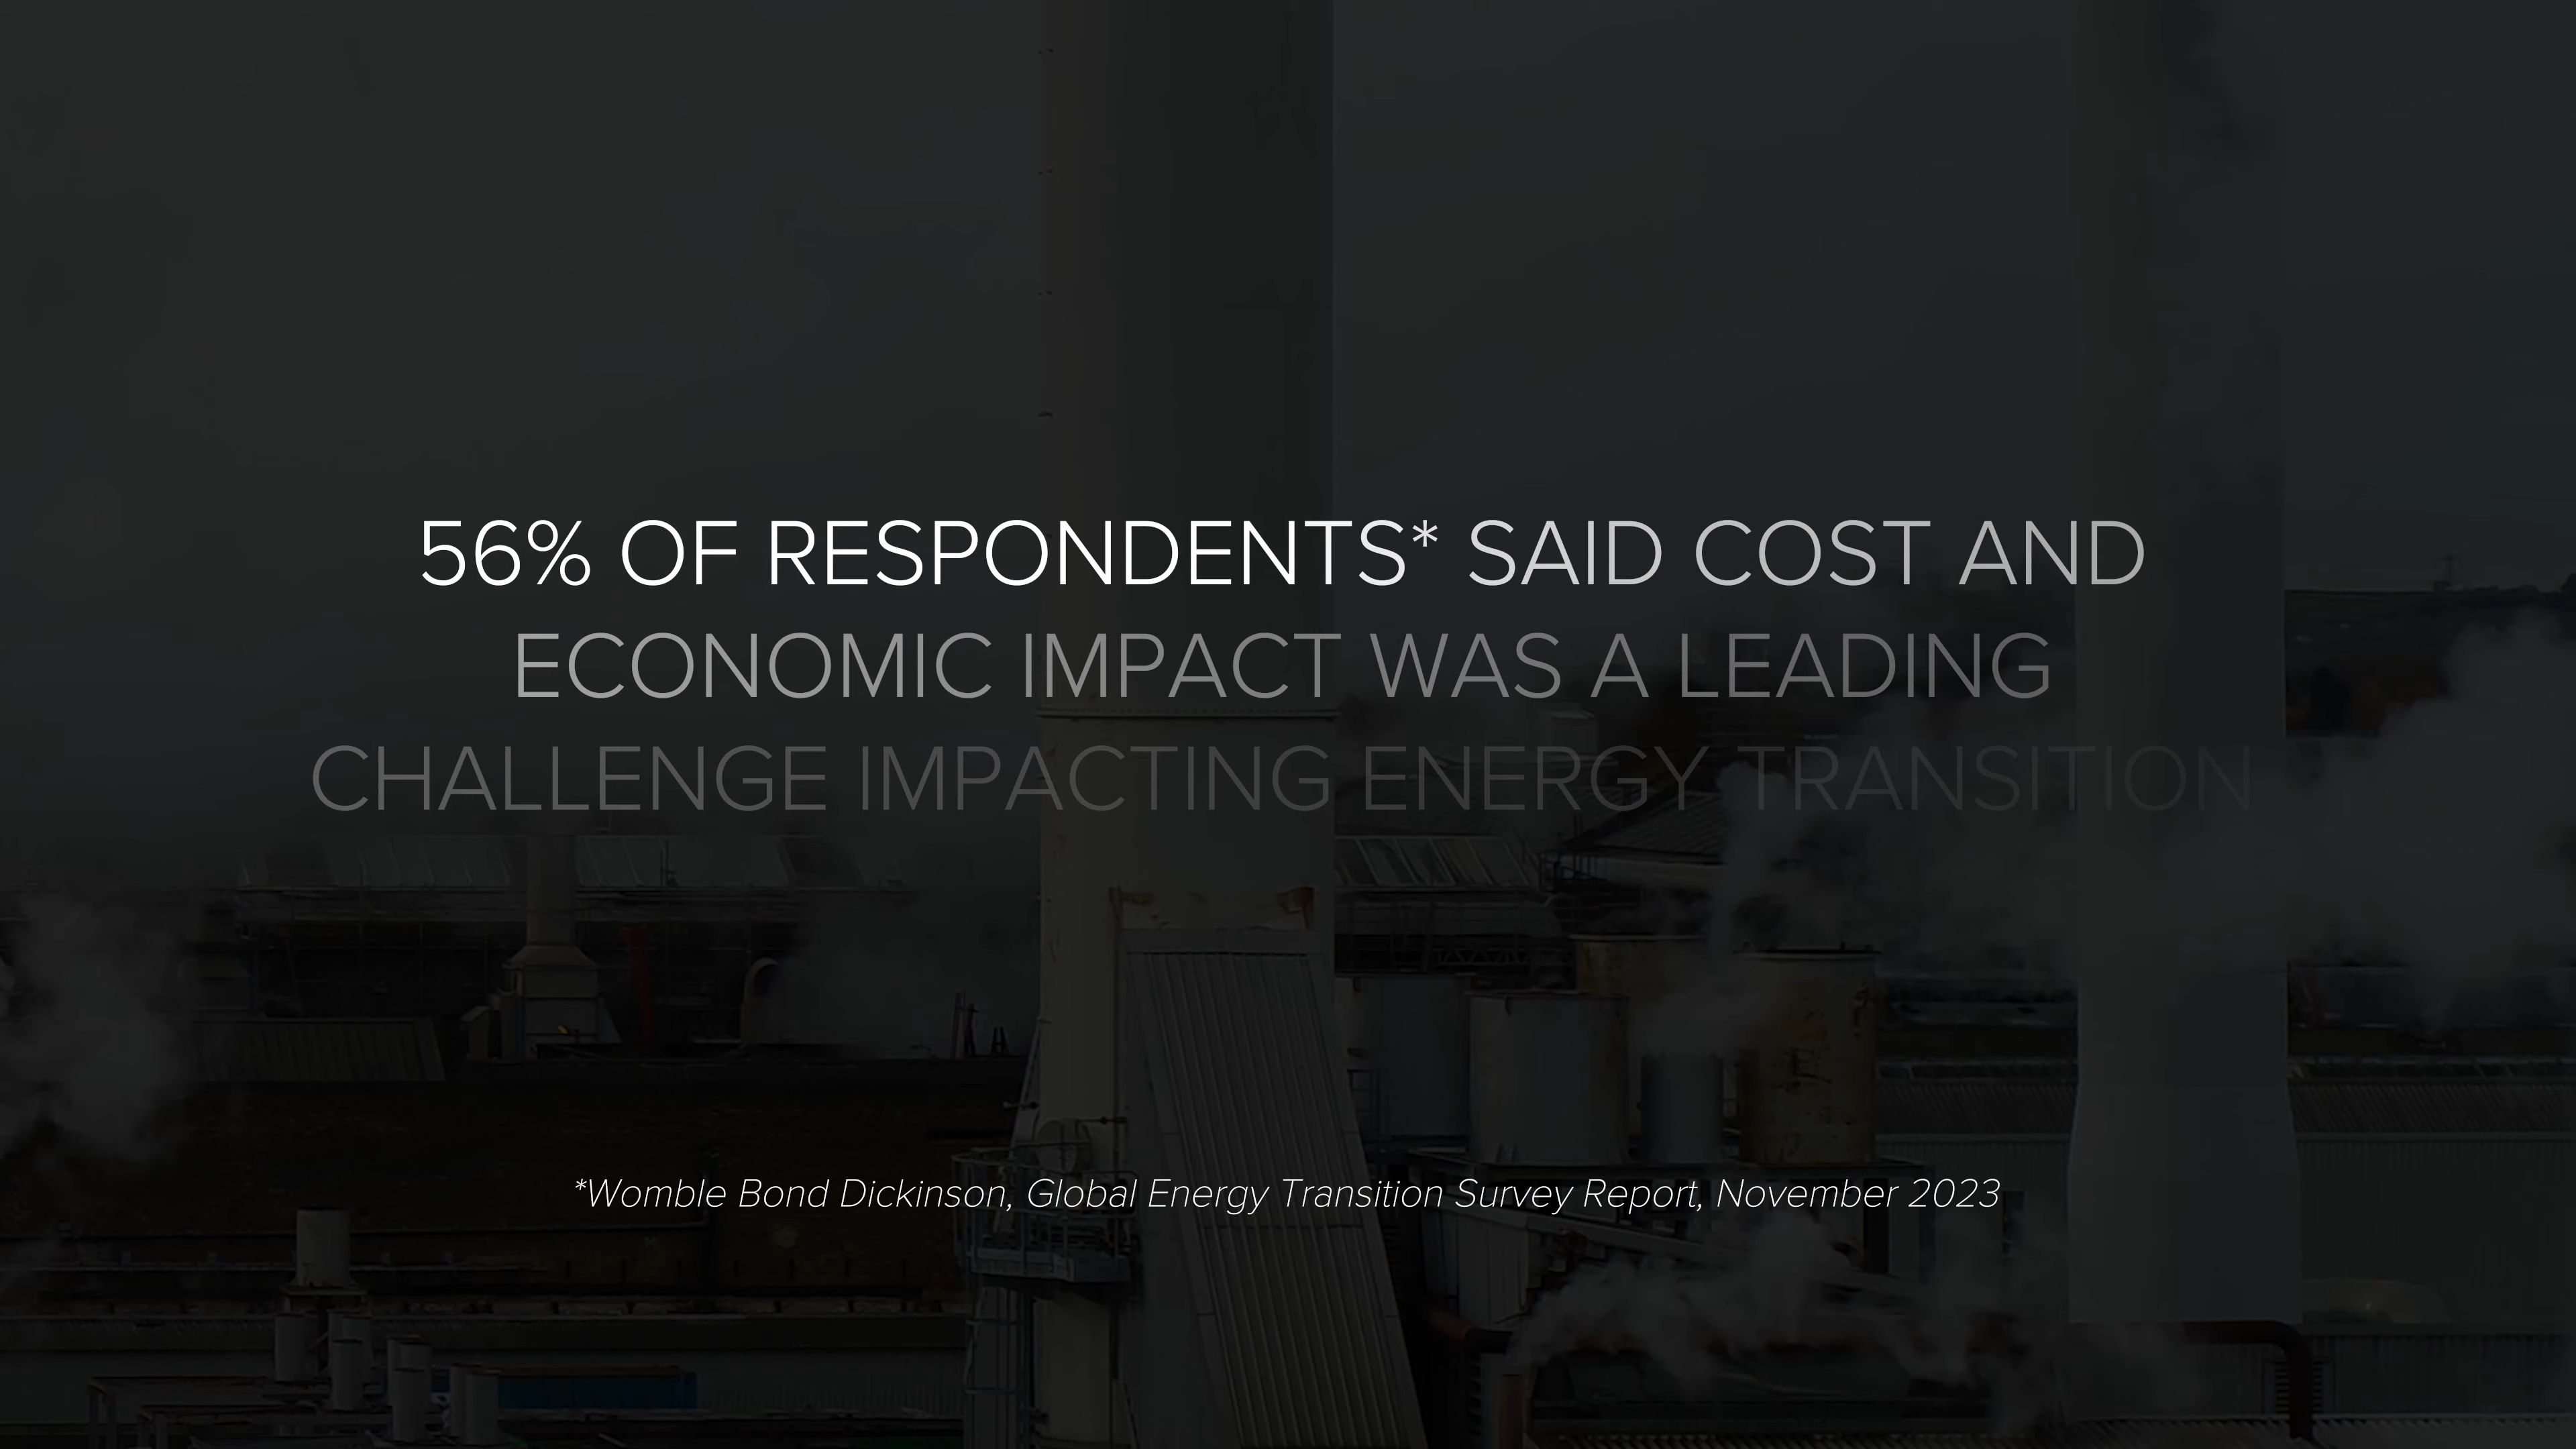 56% OF RESPONDENTS* SAID COST AND
ECONOMIC IMPACT WAS A LEADING
CHALLENGE IMPACTING ENERGY TRANSITION
*Womble Bond Dickinson, Global Energy Transition Survey Report, November 2023